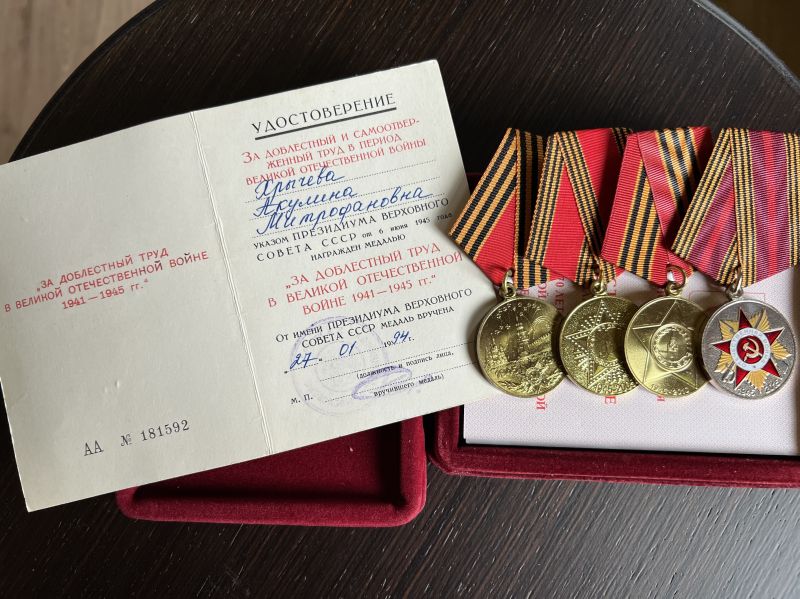 "ЗА ДОБЛЕСТНЫЙ ТРУД
В ВЕЛИКОЙ ОТЕЧЕСТВЕННОЙ ВОЙНЕ
1941—1945 гг."
АА № 181592
УДОСТОВЕРЕНИЕ
ЗА ДОБЛЕСТНЫЙ И САМООТВЕР-
ЖЕННЫЙ ТРУД В ПЕРИОД
ВЕЛИКОЙ ОТЕЧЕСТВЕННОЙ ВОЙНЫ
Хрычёва
Акулина
Митрофановна
УКАЗОМ ПРЕЗИДИУМА ВЕРХОВНОГО
СОВЕТА СССР от 6 июня 1945 года
НАГРАЖДЕН МЕДАЛЬЮ
"ЗА ДОБЛЕСТНЫЙ ТРУД
В ВЕЛИКОЙ ОТЕЧЕСТВЕННОЙ
ВОЙНЕ 1941—1945 гг."
От имени ПРЕЗИДИУМА ВЕРХОВНОГО
СОВЕТА СССР МЕДАЛЬ ВРУЧЕНА
"27" 01 1994г.
(должность и подпись лица,
М. П. вручившего медаль)